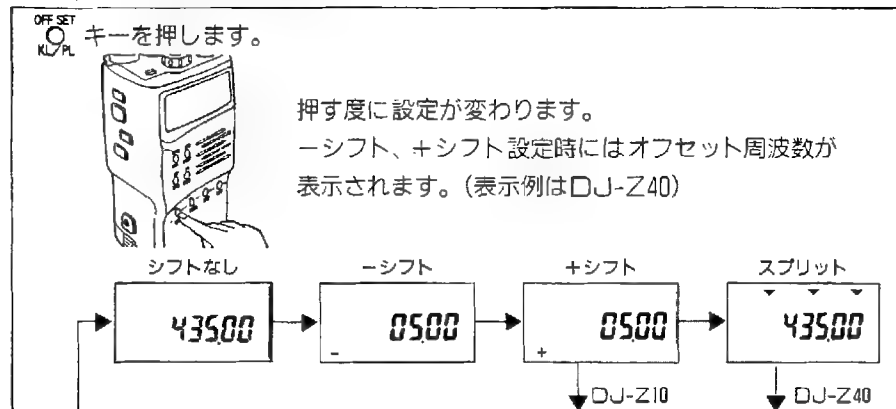 OFF SET
KL/PL キーを押します。
押す度に設定が変わります。
−シフト、+シフト設定時にはオフセット周波数が
表示されます。(表示例はDJ-Z40)
シフトなし −シフト +シフト スプリット
435.00 05.00 05.00 435.00
− +
DJ-Z10 DJ-Z40